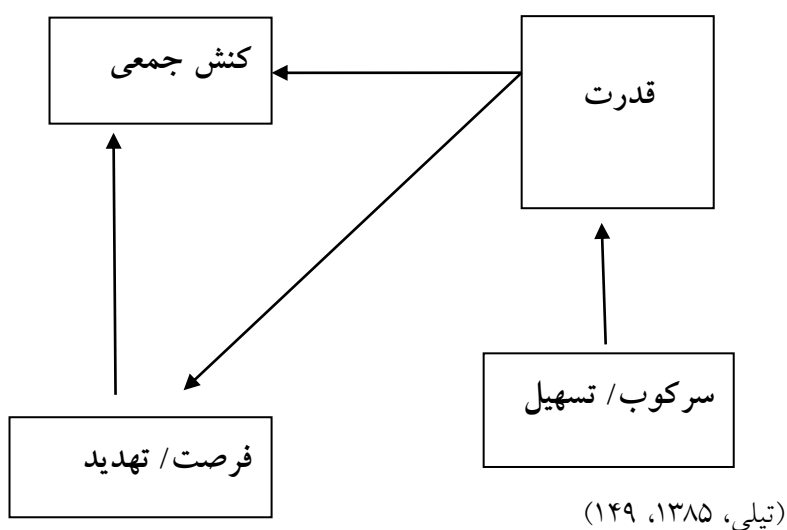 قدرت
کنش جمعی
سرکوب/ تسهیل
فرصت/ تهدید
(تیلی، ۱۳۸۵، ۱۴۹)